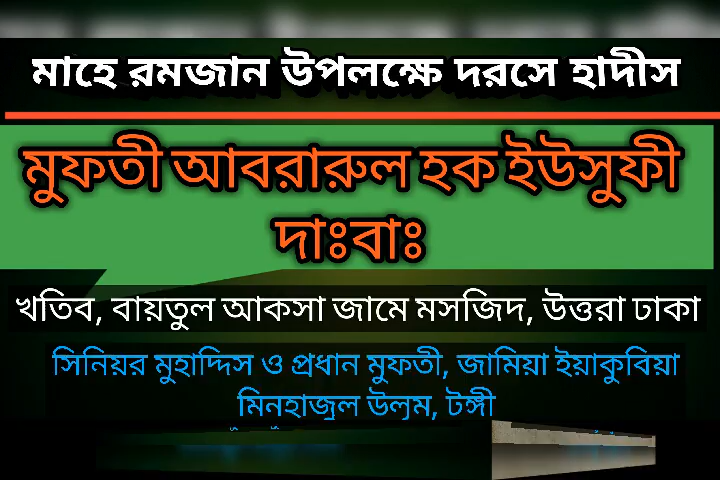 মাহে রমজান উপলক্ষে দরসে হাদীস
মুফতী আবরারুল হক ইউসুফী
দাঃবাঃ
খতিব, বায়তুল আকসা জামে মসজিদ, উত্তরা ঢাকা
সিনিয়র মুহাদ্দিস ও প্রধান মুফতী, জামিয়া ইয়াকুবিয়া
মিনহাজুল উলূম, টঙ্গী